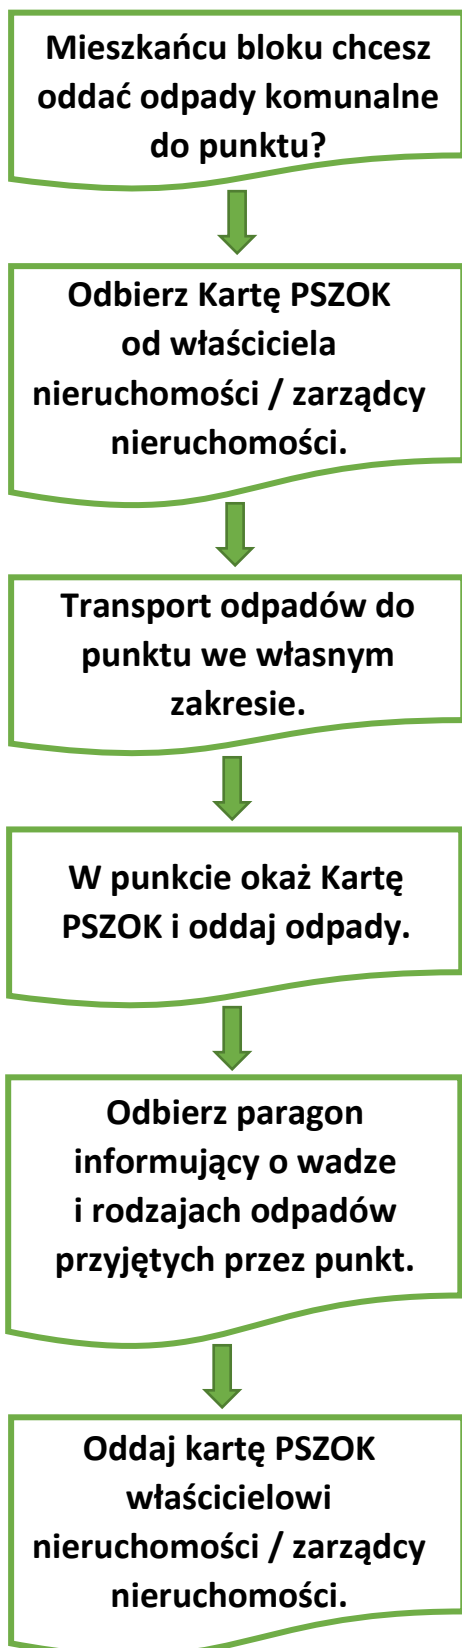 Mieszkańcu bloku chcesz
oddać odpady komunalne
do punktu?
Odbierz Kartę PSZOK
od właściciela
nieruchomości / zarządcy
nieruchomości.
Transport odpadów do
punktu we własnym
zakresie.
W punkcie okaż Kartę
PSZOK i oddaj odpady.
Odbierz paragon
informujący o wadze
i rodzajach odpadów
przyjętych przez punkt.
Oddaj kartę PSZOK
właścicielowi
nieruchomości / zarządcy
nieruchomości.